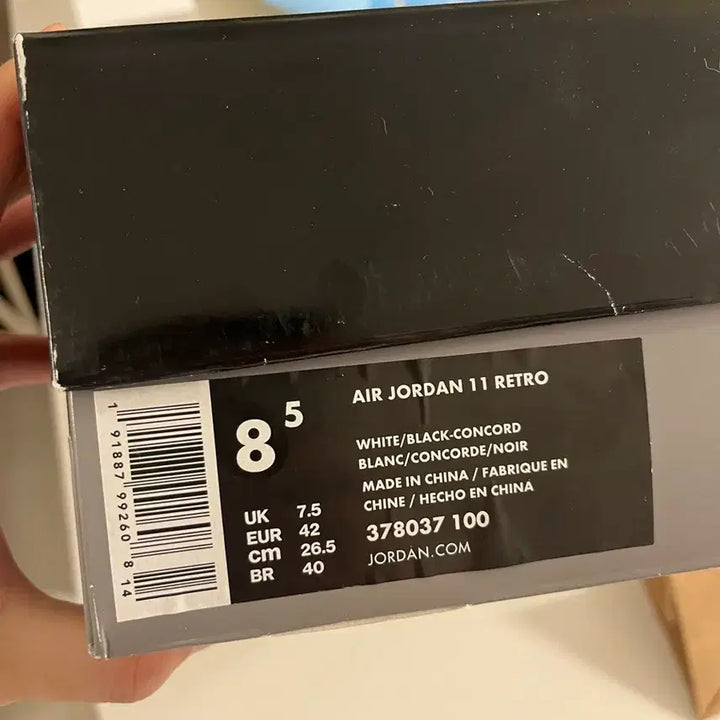 1 91887 99260 8 14
8 5
UK 7.5
EUR 42
cm 26.5
BR 40
AIR JORDAN 11 RETRO
WHITE/BLACK-CONCORD
BLANC/CONCORDE/NOIR
MADE IN CHINA / FABRIQUE EN
CHINE / HECHO EN CHINA
378037 100
JORDAN.COM